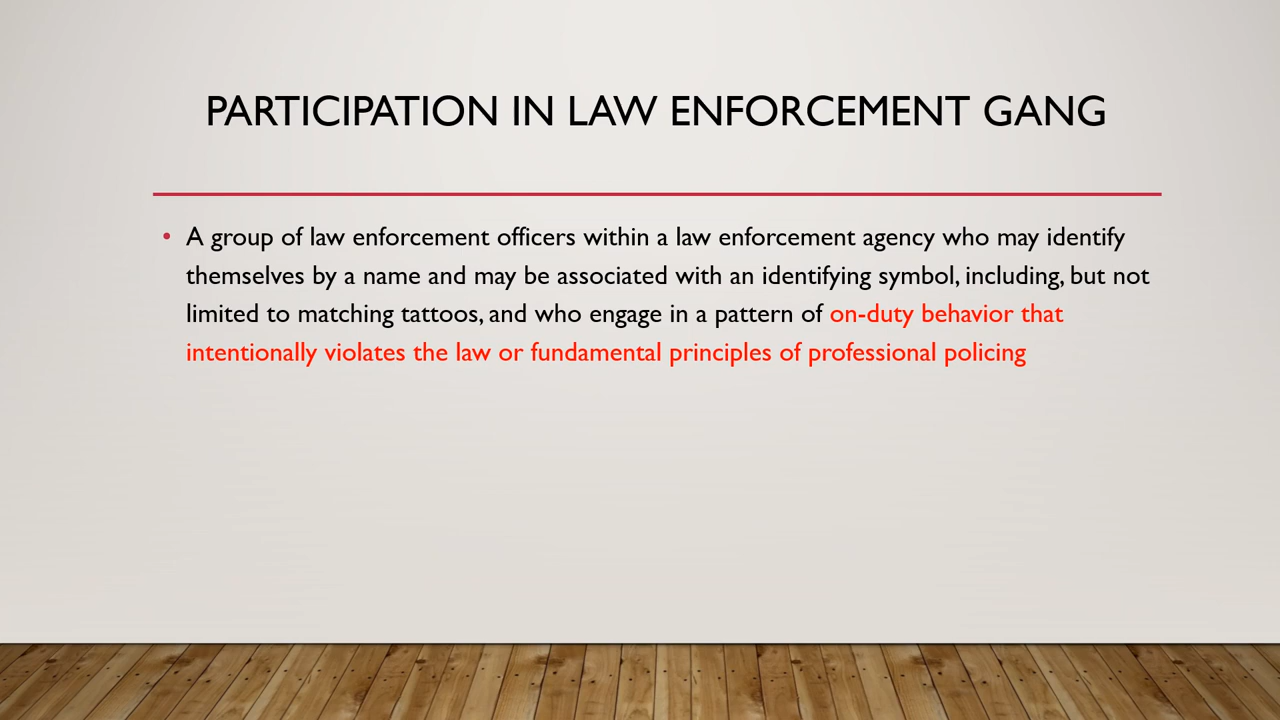 PARTICIPATION IN LAW ENFORCEMENT GANG
• A group of law enforcement officers within a law enforcement agency who may identify
themselves by a name and may be associated with an identifying symbol, including, but not
limited to matching tattoos, and who engage in a pattern of on-duty behavior that
intentionally violates the law or fundamental principles of professional policing